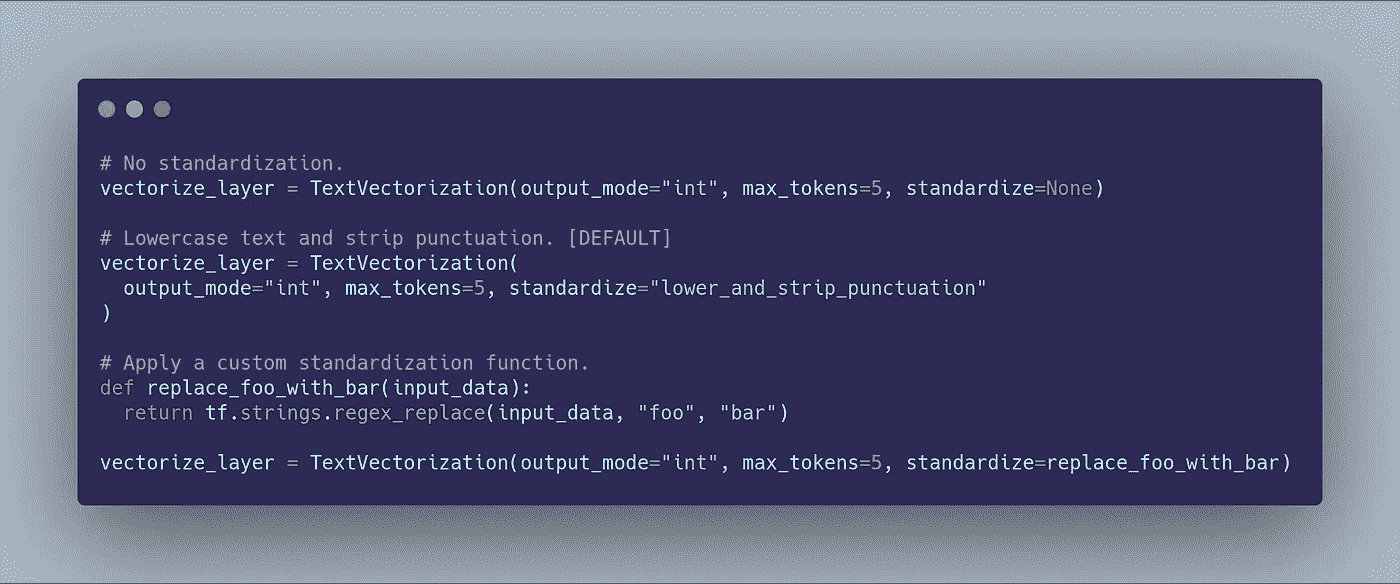 # No standardization.
vectorize_layer = TextVectorization(output_mode="int", max_tokens=5, standardize=None)
# Lowercase text and strip punctuation. [DEFAULT]
vectorize_layer = TextVectorization(
  output_mode="int", max_tokens=5, standardize="lower_and_strip_punctuation"
)
# Apply a custom standardization function.
def replace_foo_with_bar(input_data):
  return tf.strings.regex_replace(input_data, "foo", "bar")
vectorize_layer = TextVectorization(output_mode="int", max_tokens=5, standardize=replace_foo_with_bar)